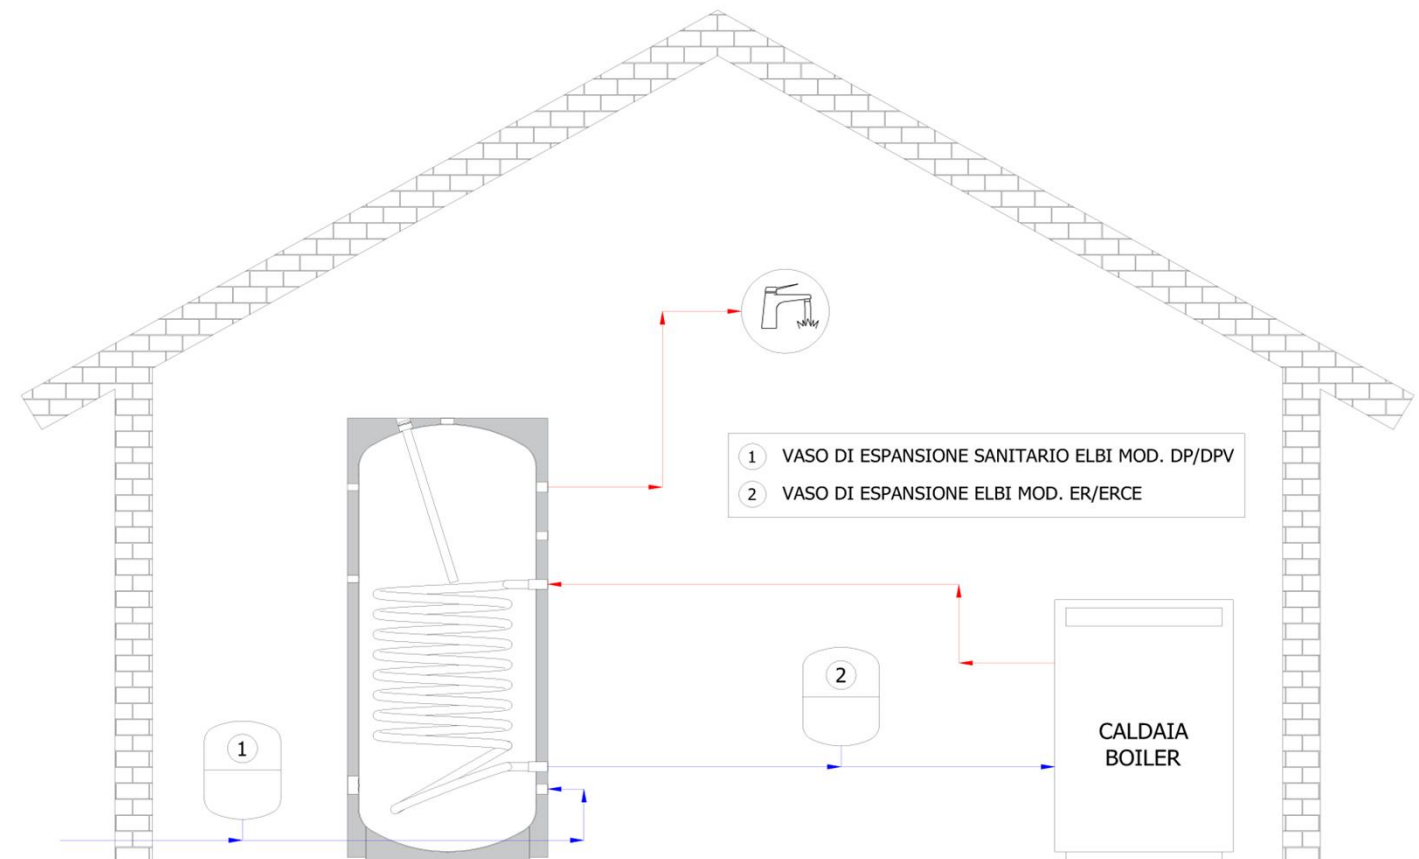 1 VASO DI ESPANSIONE SANITARIO ELBI MOD. DP/DPV
2 VASO DI ESPANSIONE ELBI MOD. ER/ERCE
2
1
CALDAIA
BOILER